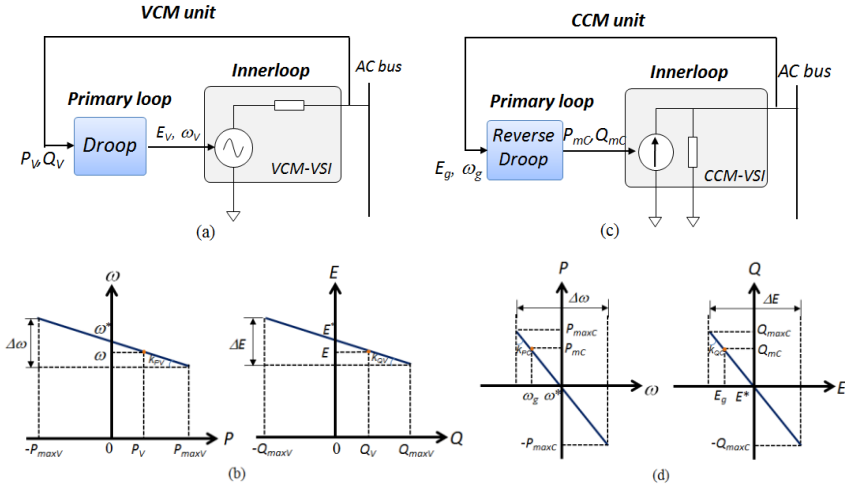 VCM unit
AC bus
Innerloop
Primary loop
Droop
E_V, ω_V
P_V,Q_V
VCM-VSI
(a)
CCM unit
AC bus
Innerloop
Primary loop
Reverse
Droop
P_mC, Q_mC
E_g, ω_g
CCM-VSI
(c)
ω
ω*
ω
Δω
k_PV
-P_maxV
0
P_V
P_maxV
P
E
E*
E
ΔE
k_QV
-Q_maxV
0
Q_V
Q_maxV
Q
(b)
P
Δω
P_maxC
k_PC
P_mC
ω_g
ω*
ω
-P_maxC
Q
ΔE
Q_maxC
k_QC
Q_mC
E_g
E*
E
-Q_maxC
(d)